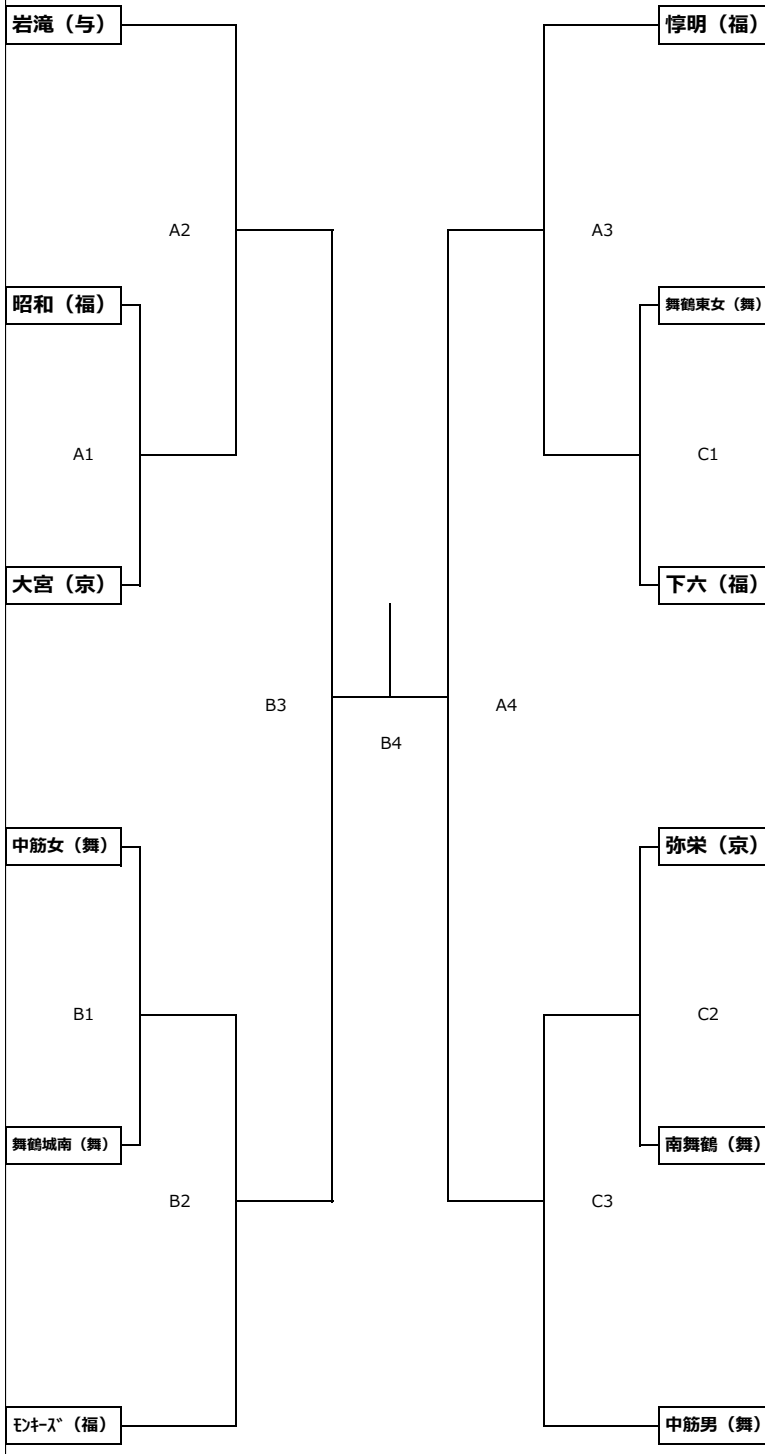 岩滝（与）
惇明（福）
A2
A3
昭和（福）
舞鶴東女（舞）
A1
C1
大宮（京）
下六（福）
B3
A4
B4
中筋女（舞）
弥栄（京）
B1
C2
舞鶴城南（舞）
南舞鶴（舞）
B2
C3
ﾓﾝｷｰｽﾞ（福）
中筋男（舞）